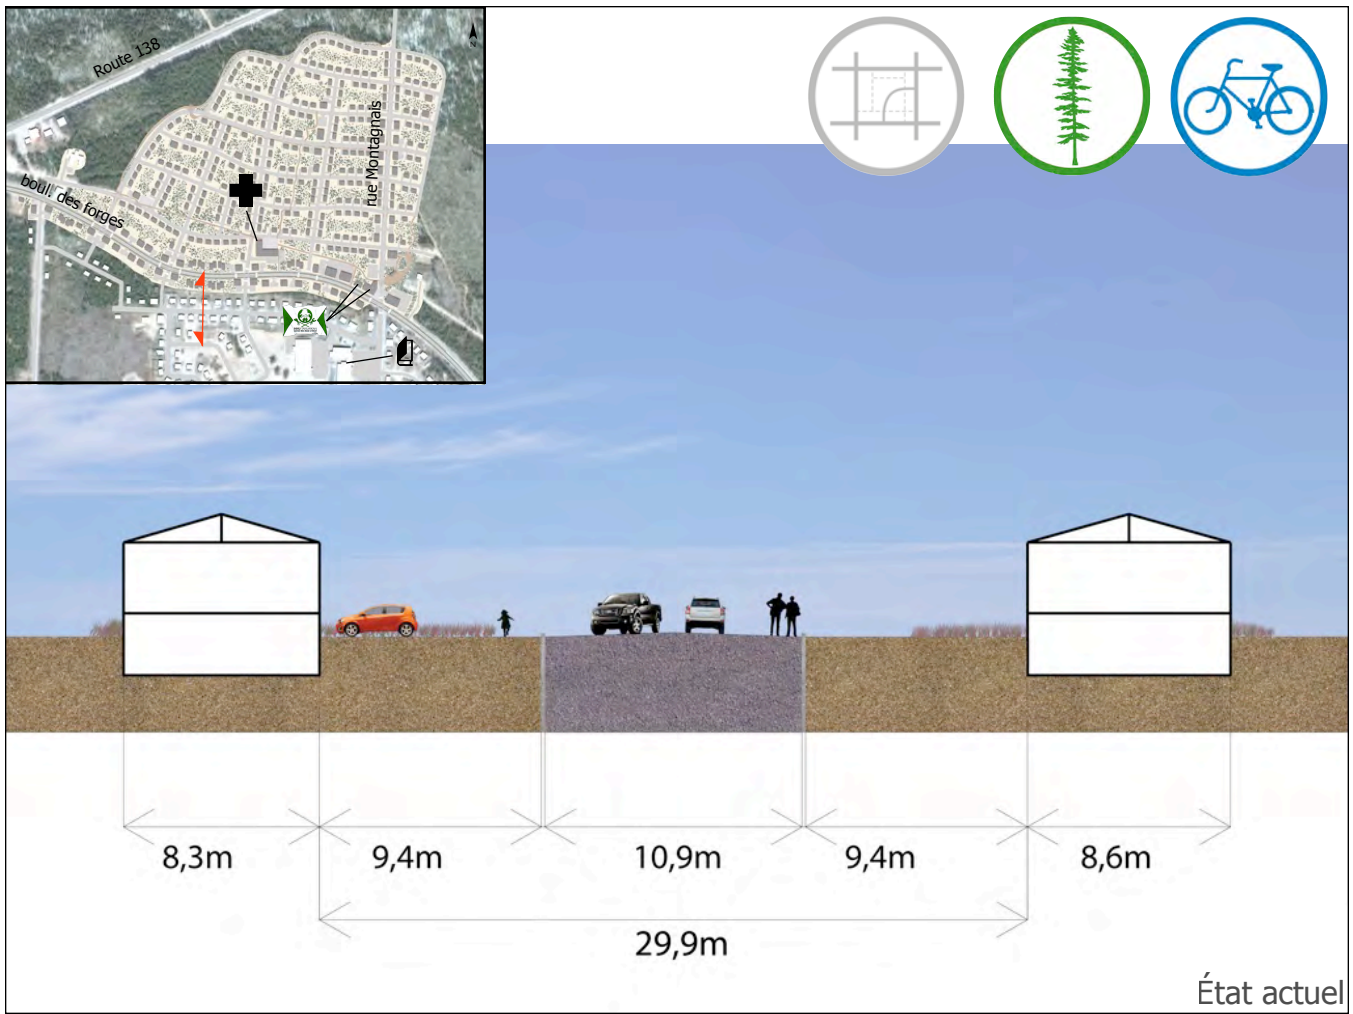 Route 138
rue Montagnais
boul. des forges
8,3m
9,4m
10,9m
9,4m
8,6m
29,9m
État actuel